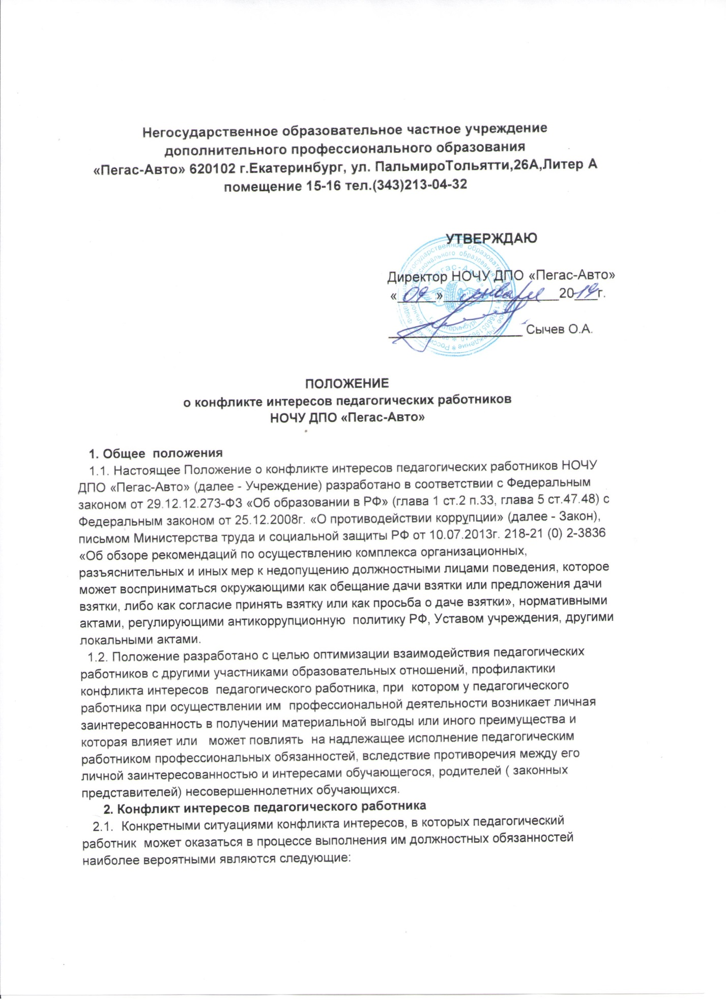 Негосударственное образовательное частное учреждение
дополнительного профессионального образования
«Пегас-Авто» 620102 г.Екатеринбург, ул. ПальмироТольятти,26А,Литер А
помещение 15-16 тел.(343)213-04-32
УТВЕРЖДАЮ
Директор НОЧУ ДПО «Пегас-Авто»
«09» января 2019г.
Сычев О.А.
ПОЛОЖЕНИЕ
о конфликте интересов педагогических работников
НОЧУ ДПО «Пегас-Авто»
1. Общее положения
1.1. Настоящее Положение о конфликте интересов педагогических работников НОЧУ
ДПО «Пегас-Авто» (далее - Учреждение) разработано в соответствии с Федеральным
законом от 29.12.12.273-ФЗ «Об образовании в РФ» (глава 1 ст.2 п.33, глава 5 ст.47.48) с
Федеральным законом от 25.12.2008г. «О противодействии коррупции» (далее - Закон),
письмом Министерства труда и социальной защиты РФ от 10.07.2013г. 218-21 (0) 2-3836
«Об обзоре рекомендаций по осуществлению комплекса организационных,
разъяснительных и иных мер к недопущению должностными лицами поведения, которое
может восприниматься окружающими как обещание дачи взятки или предложения дачи
взятки, либо как согласие принять взятку или как просьба о даче взятки», нормативными
актами, регулирующими антикоррупционную политику РФ, Уставом учреждения, другими
локальными актами.
1.2. Положение разработано с целью оптимизации взаимодействия педагогических
работников с другими участниками образовательных отношений, профилактики
конфликта интересов педагогического работника, при котором у педагогического
работника при осуществлении им профессиональной деятельности возникает личная
заинтересованность в получении материальной выгоды или иного преимущества и
которая влияет или может повлиять на надлежащее исполнение педагогическим
работником профессиональных обязанностей, вследствие противоречия между его
личной заинтересованностью и интересами обучающегося, родителей ( законных
представителей) несовершеннолетних обучающихся.
2. Конфликт интересов педагогического работника
2.1. Конкретными ситуациями конфликта интересов, в которых педагогический
работник может оказаться в процессе выполнения им должностных обязанностей
наиболее вероятными являются следующие: